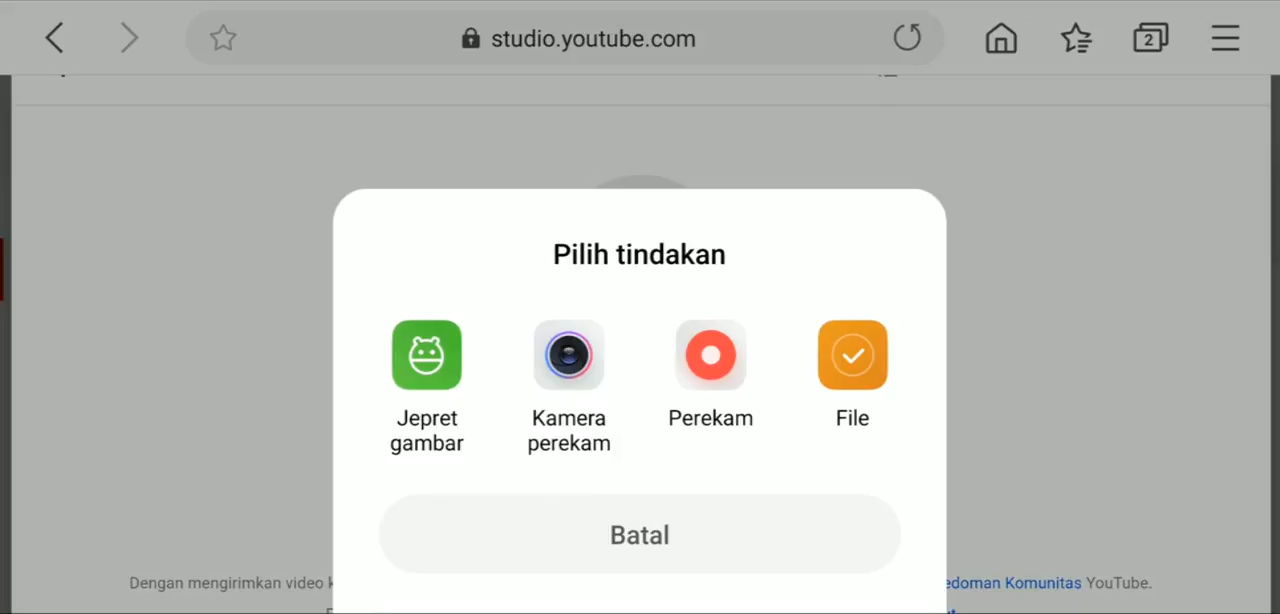 studio.youtube.com
2
Pilih tindakan
Jepret gambar
Kamera perekam
Perekam
File
Batal
Dengan mengirimkan video
edoman Komunitas YouTube.